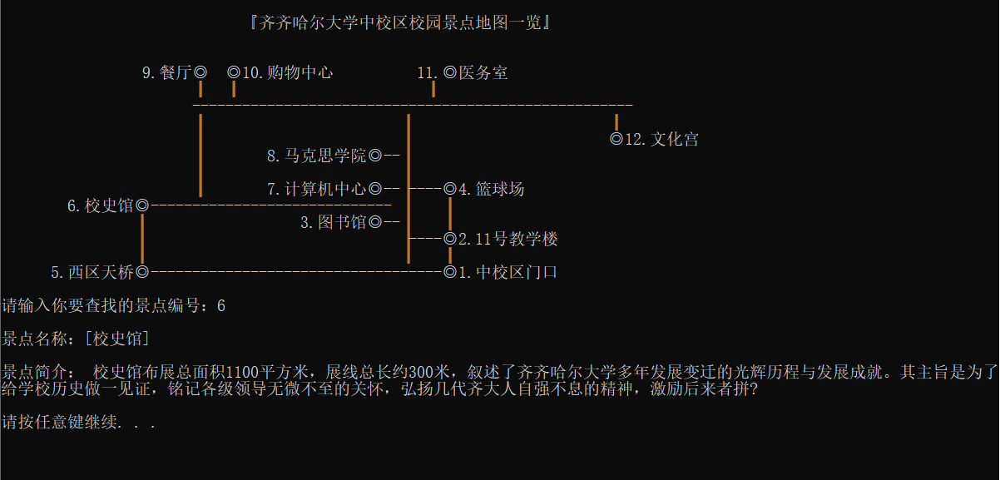 『齐齐哈尔大学中校区校园景点地图一览』
9.餐厅◎ ◎10.购物中心 11.◎医务室
◎12.文化宫
8.马克思学院◎--
7.计算机中心◎-- ----◎4.篮球场
6.校史馆◎-----------------------------
3.图书馆◎--
----◎2.11号教学楼
5.西区天桥◎-----------------------------------◎1.中校区门口
请输入你要查找的景点编号：6
景点名称：[校史馆]
景点简介： 校史馆布展总面积1100平方米，展线总长约300米，叙述了齐齐哈尔大学多年发展变迁的光辉历程与发展成就。其主旨是为了
给学校历史做一见证，铭记各级领导无微不至的关怀，弘扬几代齐大人自强不息的精神，激励后来者拼?
请按任意键继续. . .